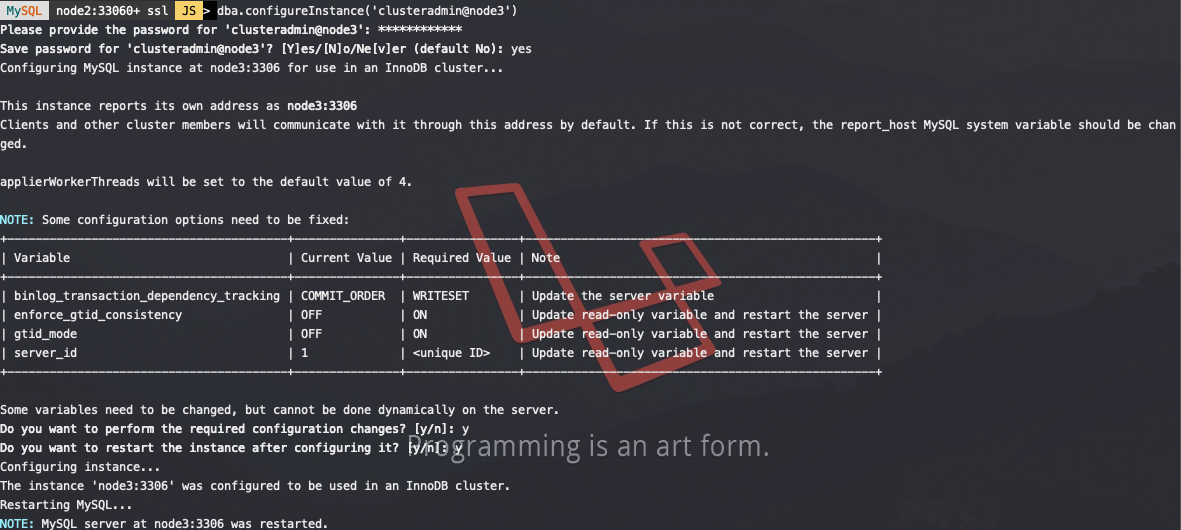 MySQL node2:33060+ ssl JS > dba.configureInstance('clusteradmin@node3')
Please provide the password for 'clusteradmin@node3': ************
Save password for 'clusteradmin@node3'? [Y]es/[N]o/Ne[v]er (default No): yes
Configuring MySQL instance at node3:3306 for use in an InnoDB cluster...
This instance reports its own address as node3:3306
Clients and other cluster members will communicate with it through this address by default. If this is not correct, the report_host MySQL system variable should be chan
ged.
applierWorkerThreads will be set to the default value of 4.
NOTE: Some configuration options need to be fixed:
| Variable | Current Value | Required Value | Note |
| binlog_transaction_dependency_tracking | COMMIT_ORDER | WRITESET | Update the server variable |
| enforce_gtid_consistency | OFF | ON | Update read-only variable and restart the server |
| gtid_mode | OFF | ON | Update read-only variable and restart the server |
| server_id | 1 | <unique ID> | Update read-only variable and restart the server |
Some variables need to be changed, but cannot be done dynamically on the server.
Do you want to perform the required configuration changes? [y/n]: y
Do you want to restart the instance after configuring it? [y/n]: y
Programming is an art form.
Configuring instance...
The instance 'node3:3306' was configured to be used in an InnoDB cluster.
Restarting MySQL...
NOTE: MySQL server at node3:3306 was restarted.